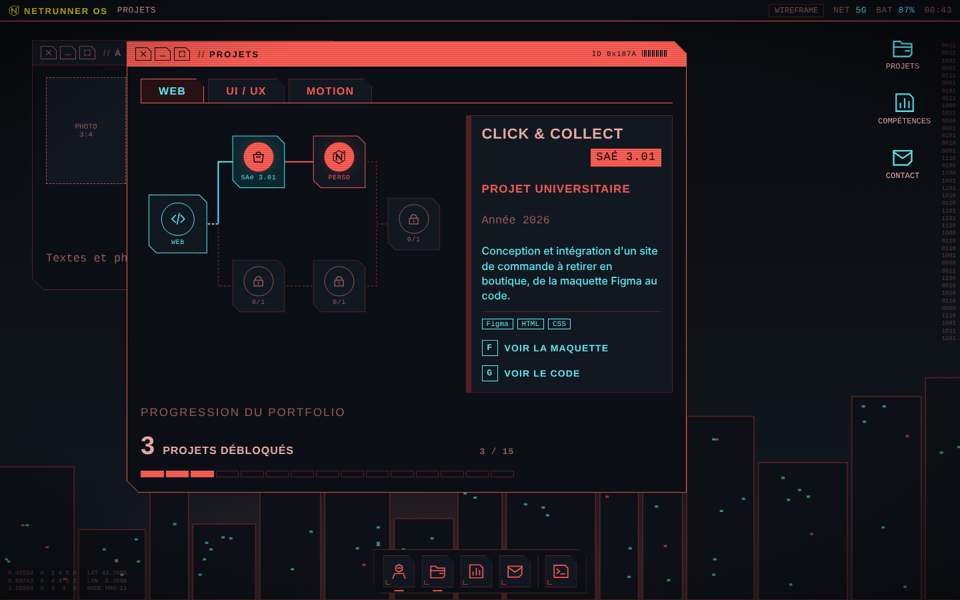 NETRUNNER OS PROJETS
WIREFRAME NET 5G BAT 87% 00:43
// À
PHOTO
3:4
Textes et ph
// PROJETS
ID 0x187A
WEB
UI / UX
MOTION
SAé 3.01
PERSO
WEB
0/1
0/1
0/1
CLICK & COLLECT
SAÉ 3.01
PROJET UNIVERSITAIRE
Année 2026
Conception et intégration d'un site
de commande à retirer en
boutique, de la maquette Figma au
code.
Figma HTML CSS
F VOIR LA MAQUETTE
G VOIR LE CODE
PROGRESSION DU PORTFOLIO
3 PROJETS DÉBLOQUÉS
3 / 15
PROJETS
COMPÉTENCES
CONTACT